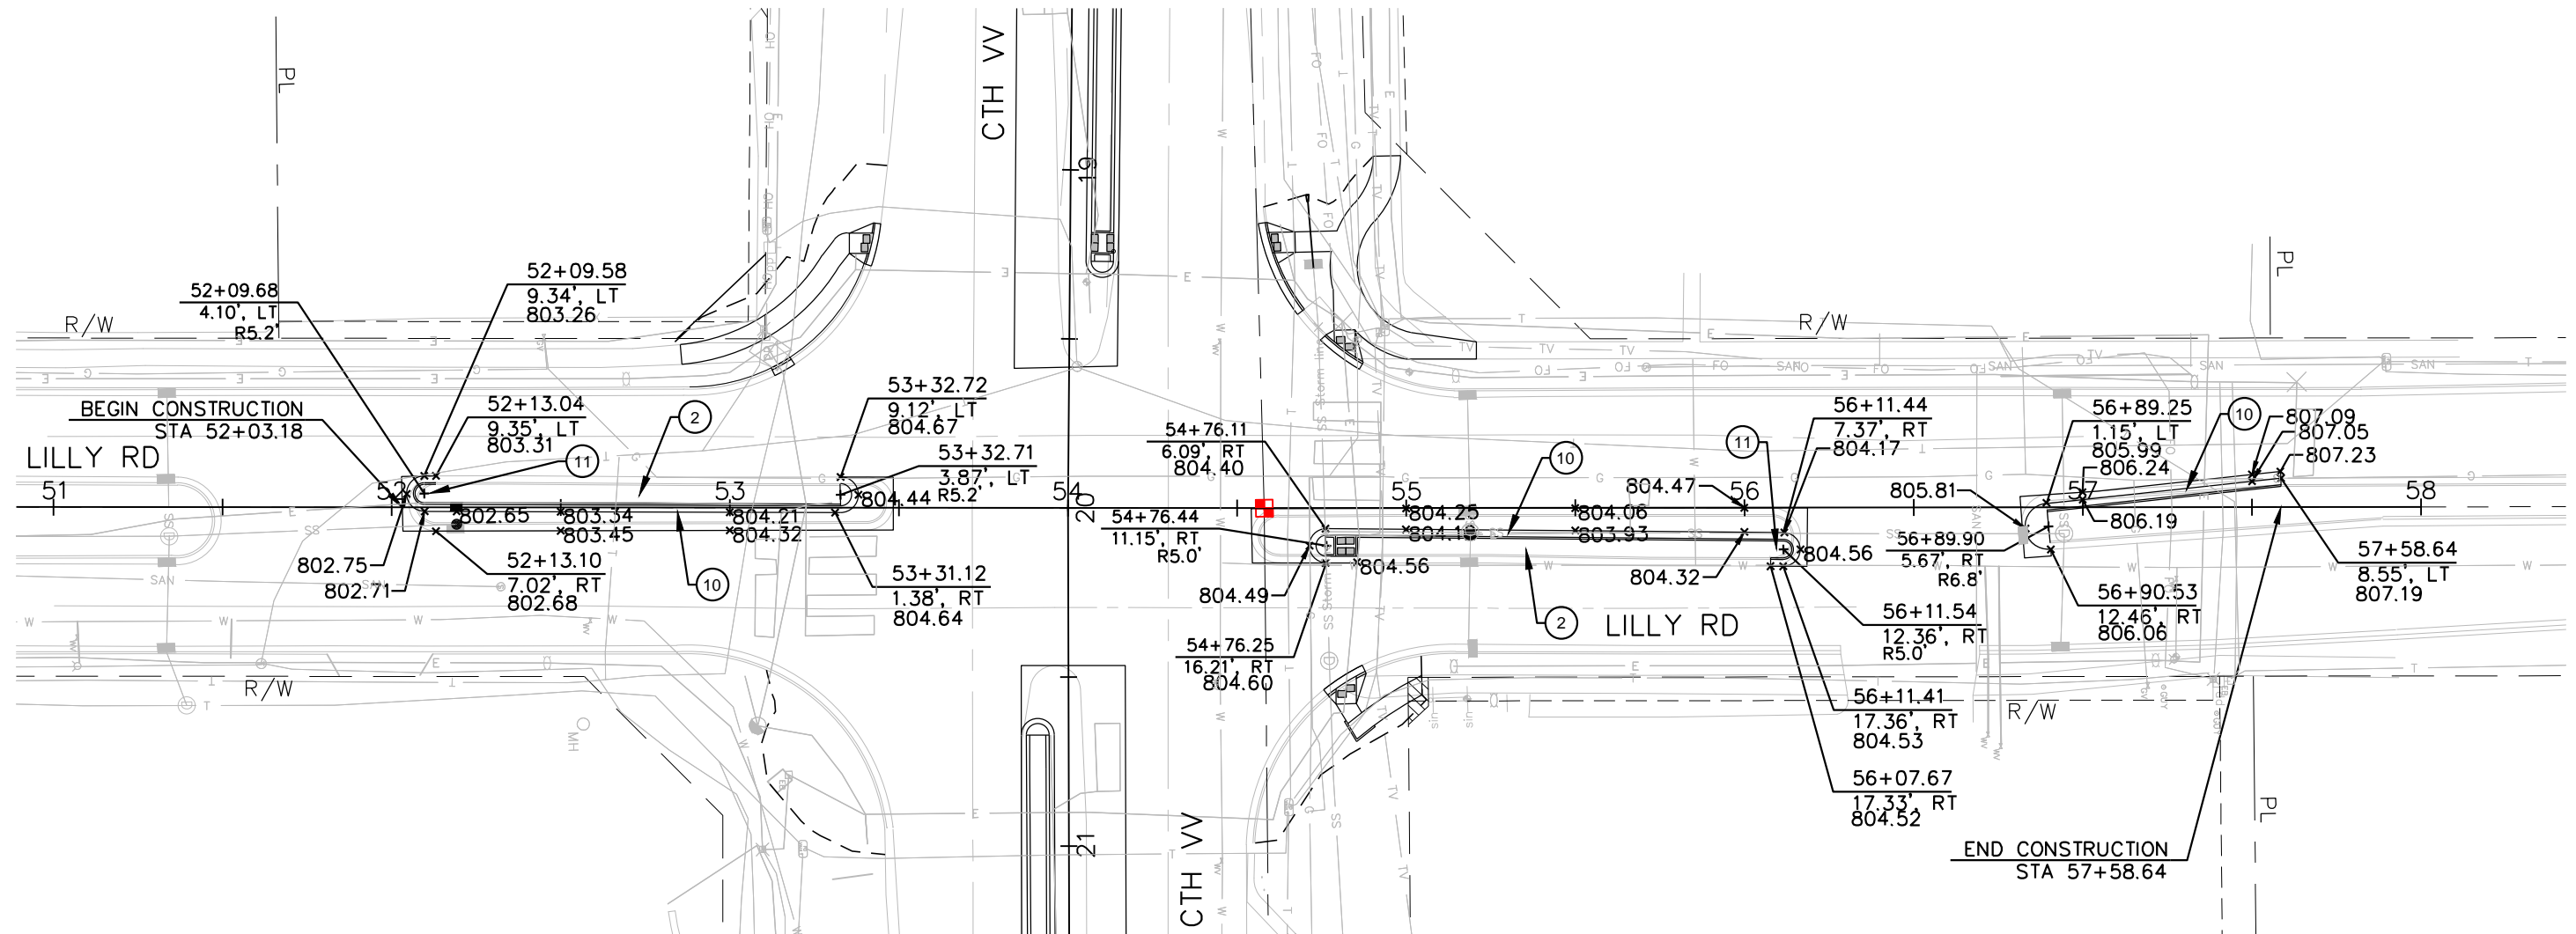 PL
CTH VV
19
52+09.68
4.10', LT
R5.2'
52+09.58
9.34', LT
803.26
R/W
R/W
PL
BEGIN CONSTRUCTION
STA 52+03.18
52+13.04
9.35', LT
803.31
2
53+32.72
9.12', LT
804.67
54+76.11
6.09', RT
804.40
10
11
56+11.44
7.37', RT
804.17
56+89.25
1.15', LT
805.99
806.24
10
807.09
807.05
807.23
LILLY RD
11
53+32.71
3.87', LT
R5.2'
51
52
53
54
55
56
57
58
20
802.65
803.34
803.45
804.21
804.32
804.44
804.25
804.06
803.93
804.47
805.81
806.19
802.75
802.71
52+13.10
7.02', RT
802.68
10
53+31.12
1.38', RT
804.64
54+76.44
11.15', RT
R5.0'
804.49
804.56
2
804.32
804.56
56+89.90
5.67', RT
R6.8'
57+58.64
8.55', LT
807.19
54+76.25
16.21', RT
804.60
LILLY RD
56+11.54
12.36', RT
R5.0'
56+90.53
12.46', RT
806.06
R/W
56+11.41
17.36', RT
804.53
R/W
56+07.67
17.33', RT
804.52
MH
21
CTH VV
PL
END CONSTRUCTION
STA 57+58.64